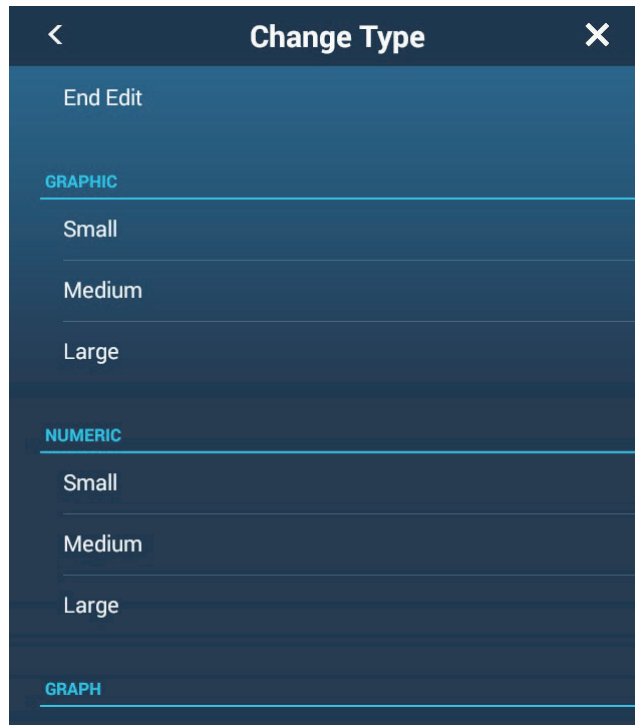 Change Type
End Edit
GRAPHIC
Small
Medium
Large
NUMERIC
Small
Medium
Large
GRAPH